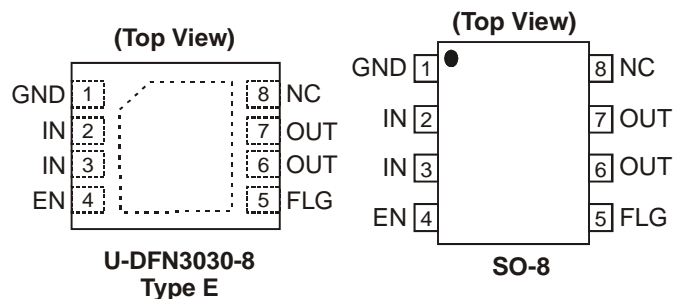 (Top View)
GND 1 8 NC
IN 2 7 OUT
IN 3 6 OUT
EN 4 5 FLG
U-DFN3030-8
Type E
(Top View)
GND 1 8 NC
IN 2 7 OUT
IN 3 6 OUT
EN 4 5 FLG
SO-8